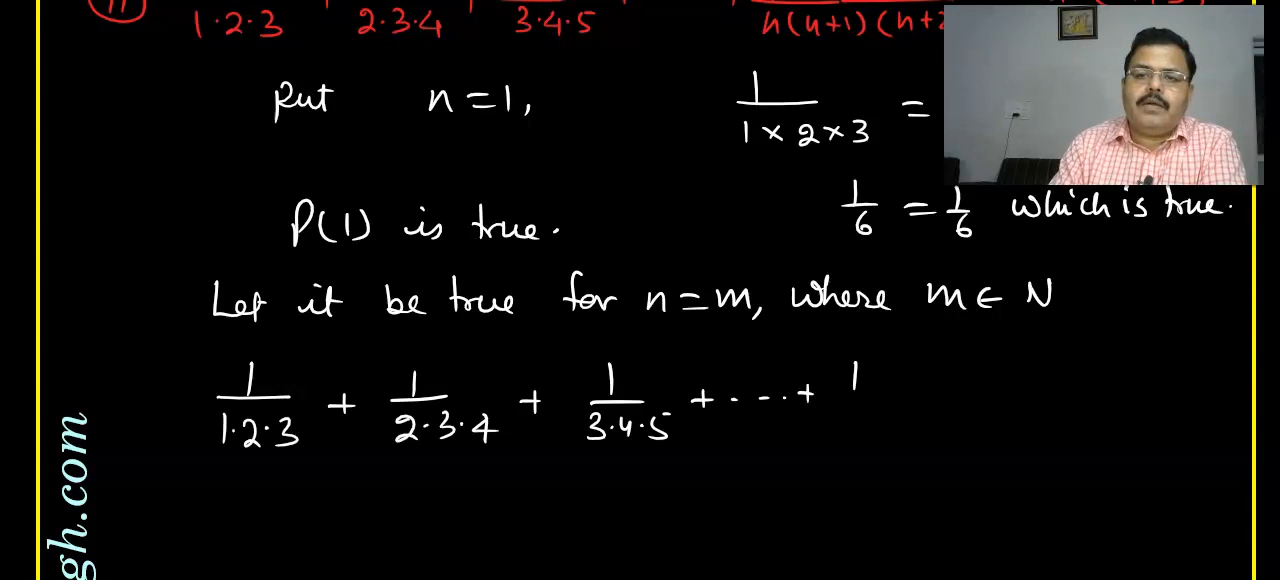 11
1·2·3 2·3·4 3·4·5 n(n+1)(n+2
Put n=1, 1/(1×2×3) =
1/6 = 1/6 which is true.
P(1) is true.
Let it be true for n=m, where m∈N
1/(1·2·3) + 1/(2·3·4) + 1/(3·4·5) + ----+ 1
gh.com